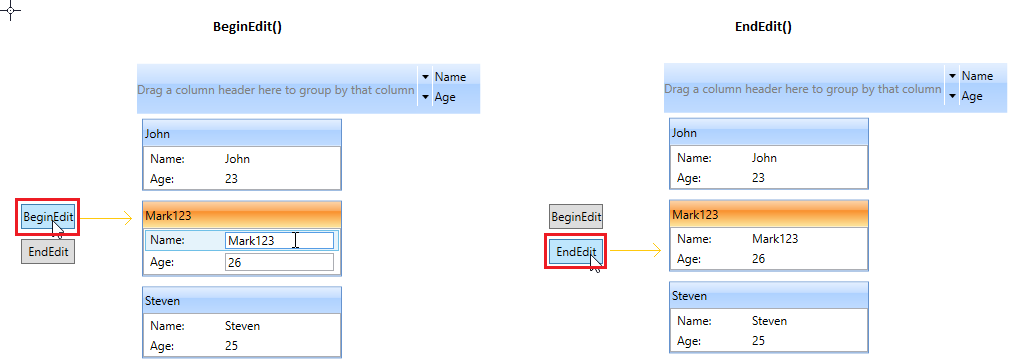 BeginEdit()
Drag a column header here to group by that column
Name
Age
John
Name: John
Age: 23
BeginEdit
EndEdit
Mark123
Name: Mark123
Age: 26
Steven
Name: Steven
Age: 25
EndEdit()
Drag a column header here to group by that column
Name
Age
John
Name: John
Age: 23
BeginEdit
EndEdit
Mark123
Name: Mark123
Age: 26
Steven
Name: Steven
Age: 25